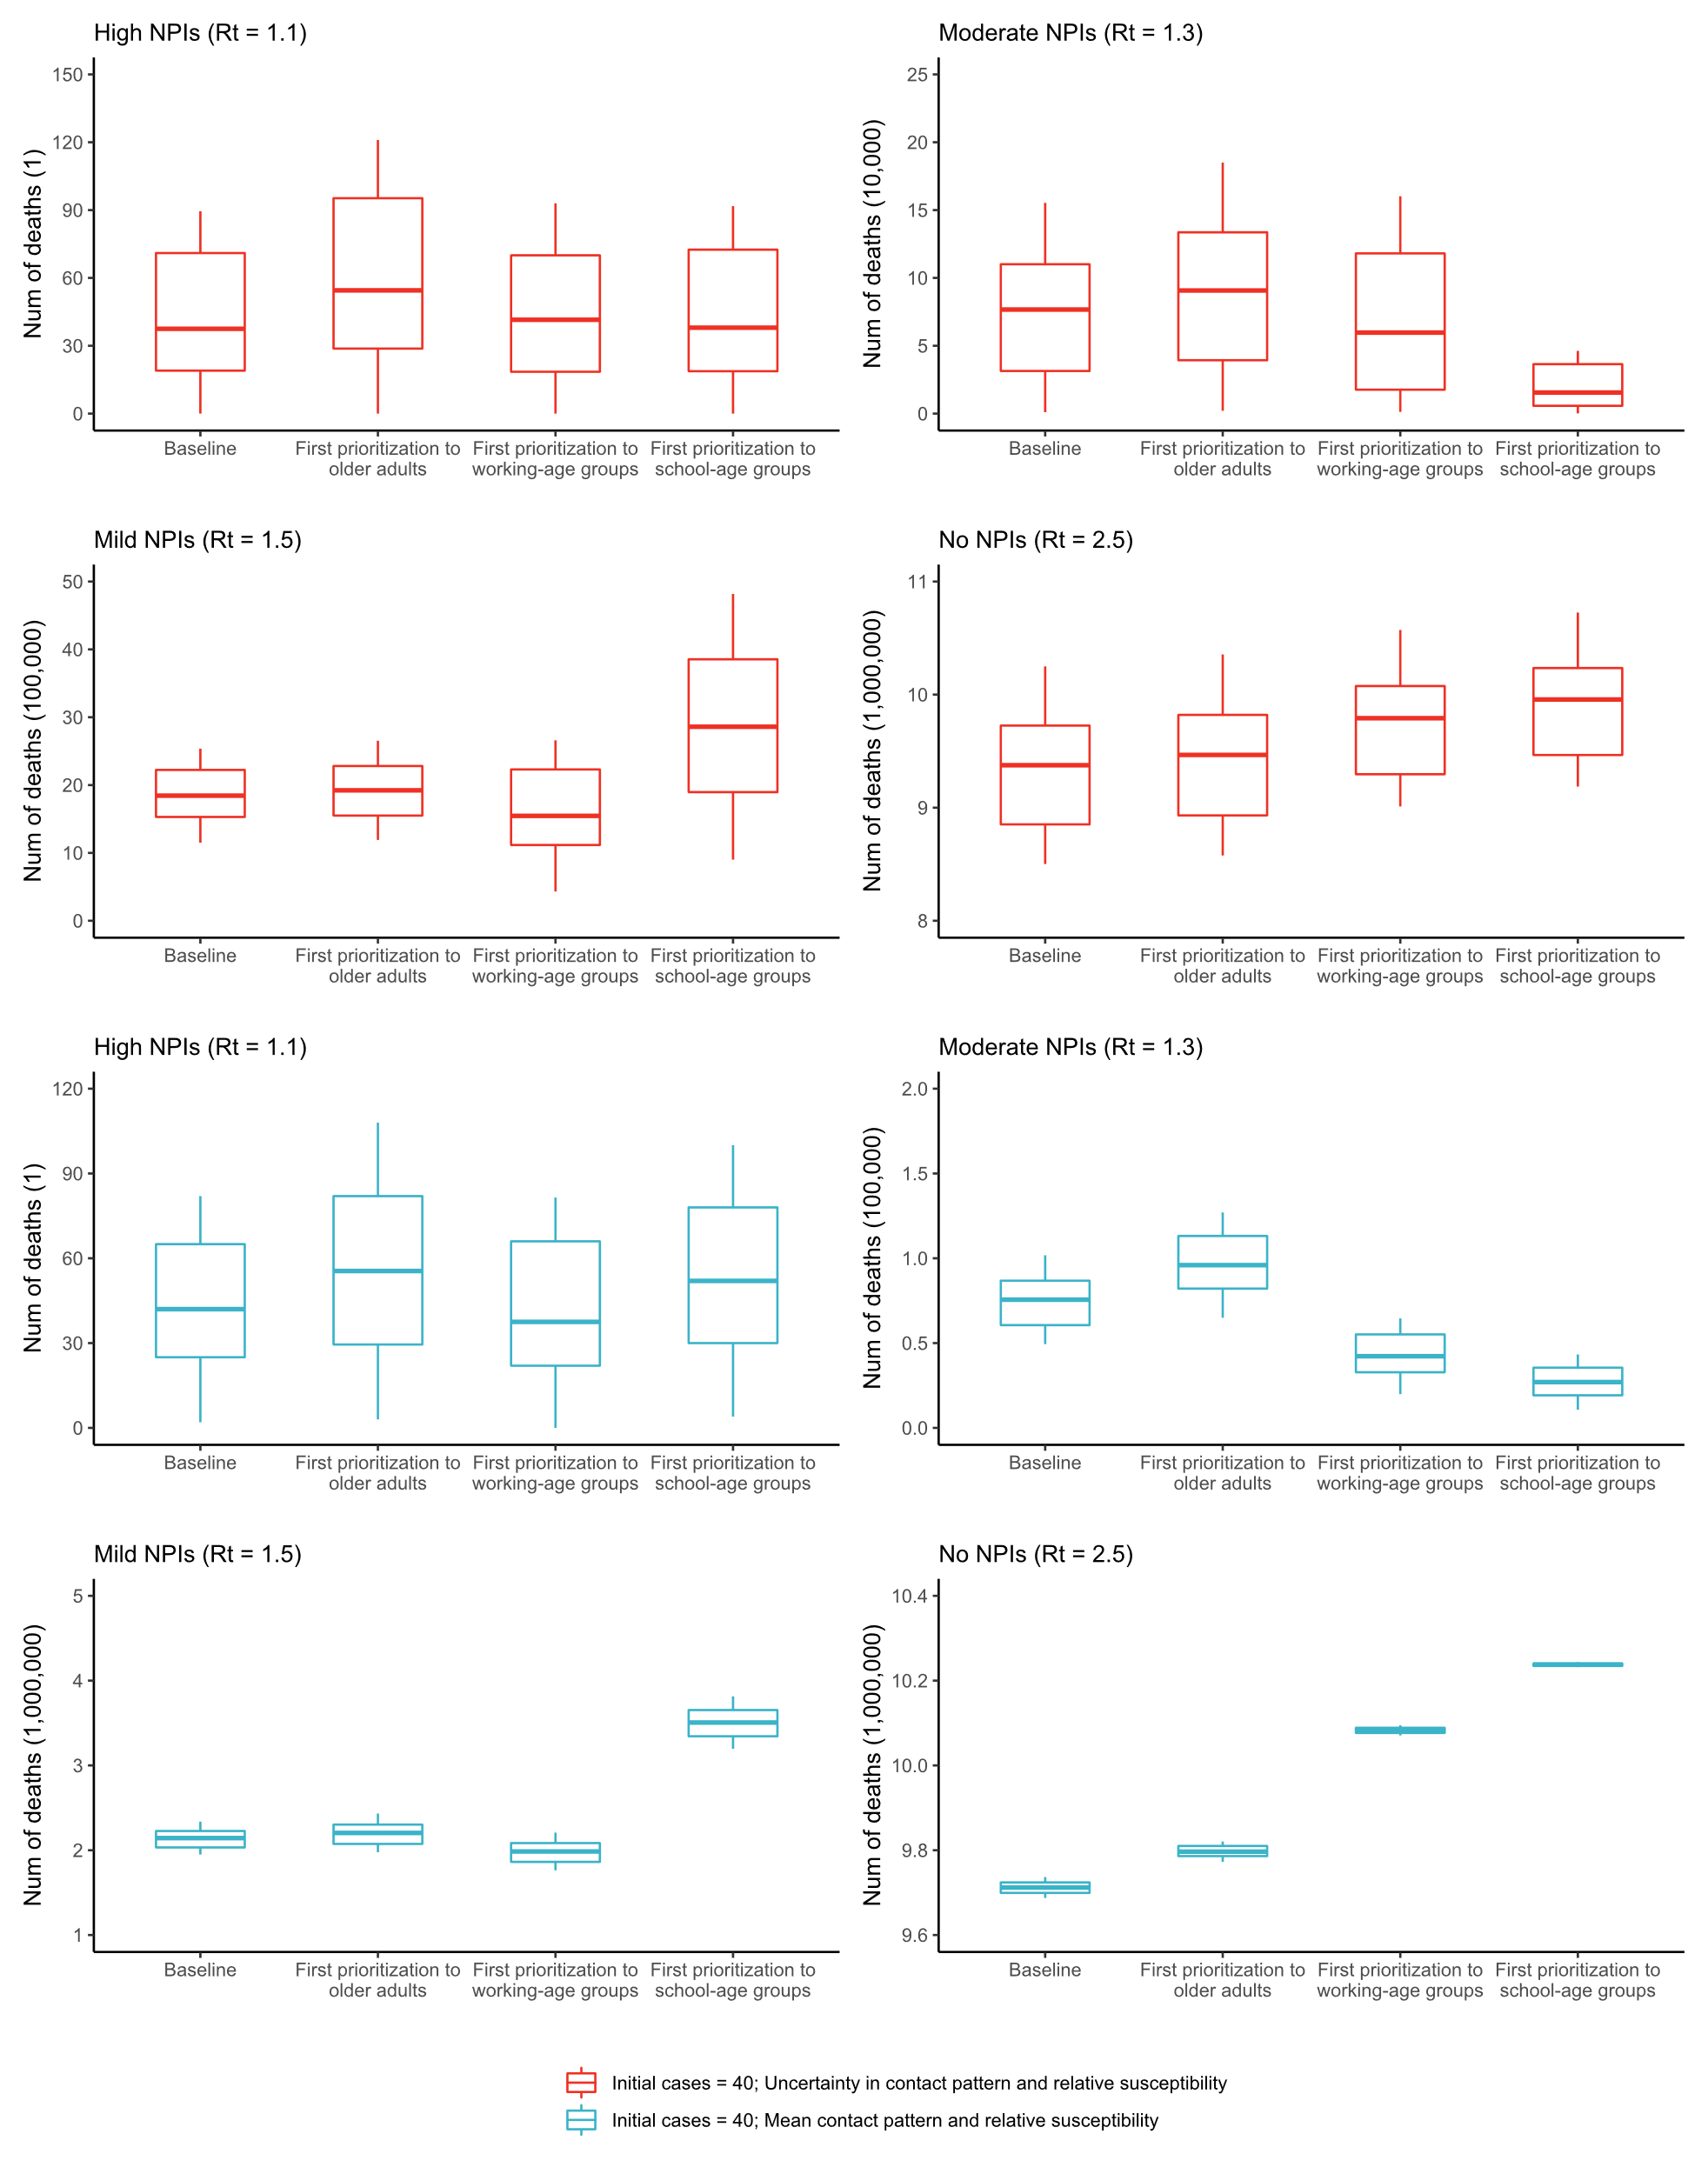 High NPIs (Rt = 1.1)
Num of deaths (1)
150
120
90
60
30
0
Baseline
First prioritization to
older adults
First prioritization to
working-age groups
First prioritization to
school-age groups
Moderate NPIs (Rt = 1.3)
Num of deaths (10,000)
25
20
15
10
5
0
Baseline
First prioritization to
older adults
First prioritization to
working-age groups
First prioritization to
school-age groups
Mild NPIs (Rt = 1.5)
Num of deaths (100,000)
50
40
30
20
10
0
Baseline
First prioritization to
older adults
First prioritization to
working-age groups
First prioritization to
school-age groups
No NPIs (Rt = 2.5)
Num of deaths (1,000,000)
11
10
9
8
Baseline
First prioritization to
older adults
First prioritization to
working-age groups
First prioritization to
school-age groups
High NPIs (Rt = 1.1)
Num of deaths (1)
120
90
60
30
0
Baseline
First prioritization to
older adults
First prioritization to
working-age groups
First prioritization to
school-age groups
Moderate NPIs (Rt = 1.3)
Num of deaths (100,000)
2.0
1.5
1.0
0.5
0.0
Baseline
First prioritization to
older adults
First prioritization to
working-age groups
First prioritization to
school-age groups
Mild NPIs (Rt = 1.5)
Num of deaths (1,000,000)
5
4
3
2
1
Baseline
First prioritization to
older adults
First prioritization to
working-age groups
First prioritization to
school-age groups
No NPIs (Rt = 2.5)
Num of deaths (1,000,000)
10.4
10.2
10.0
9.8
9.6
Baseline
First prioritization to
older adults
First prioritization to
working-age groups
First prioritization to
school-age groups
Initial cases = 40; Uncertainty in contact pattern and relative susceptibility
Initial cases = 40; Mean contact pattern and relative susceptibility